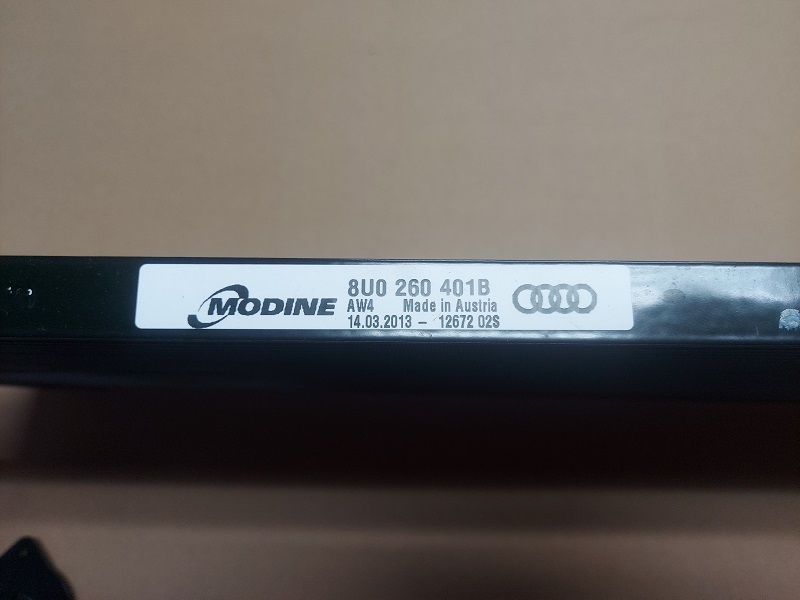 MODINE
8U0 260 401B
AW4 Made in Austria
14.03.2013 - 12672 02S